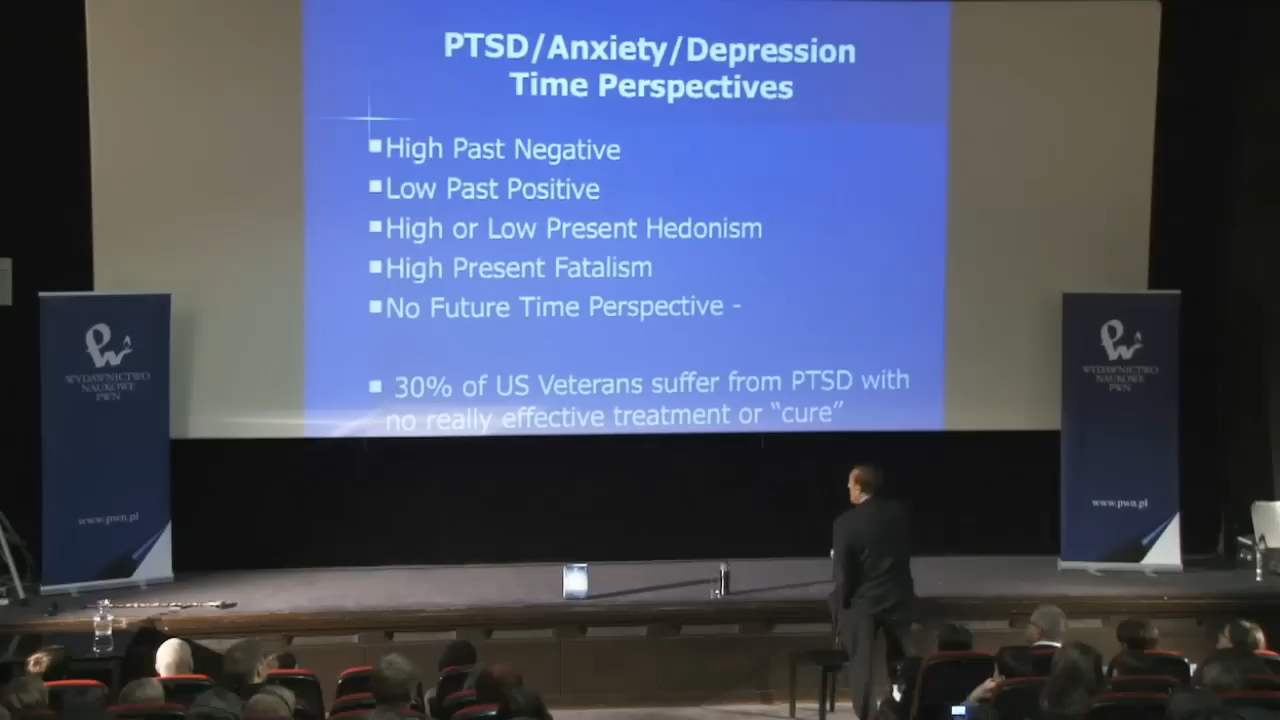 PTSD/Anxiety/Depression
Time Perspectives
High Past Negative
Low Past Positive
High or Low Present Hedonism
High Present Fatalism
No Future Time Perspective -
30% of US Veterans suffer from PTSD with
no really effective treatment or “cure”
WYDAWNICTWO
NAUKOWE
PWN
www.pwn.pl
WYDAWNICTWO
NAUKOWE
PWN
www.pwn.pl